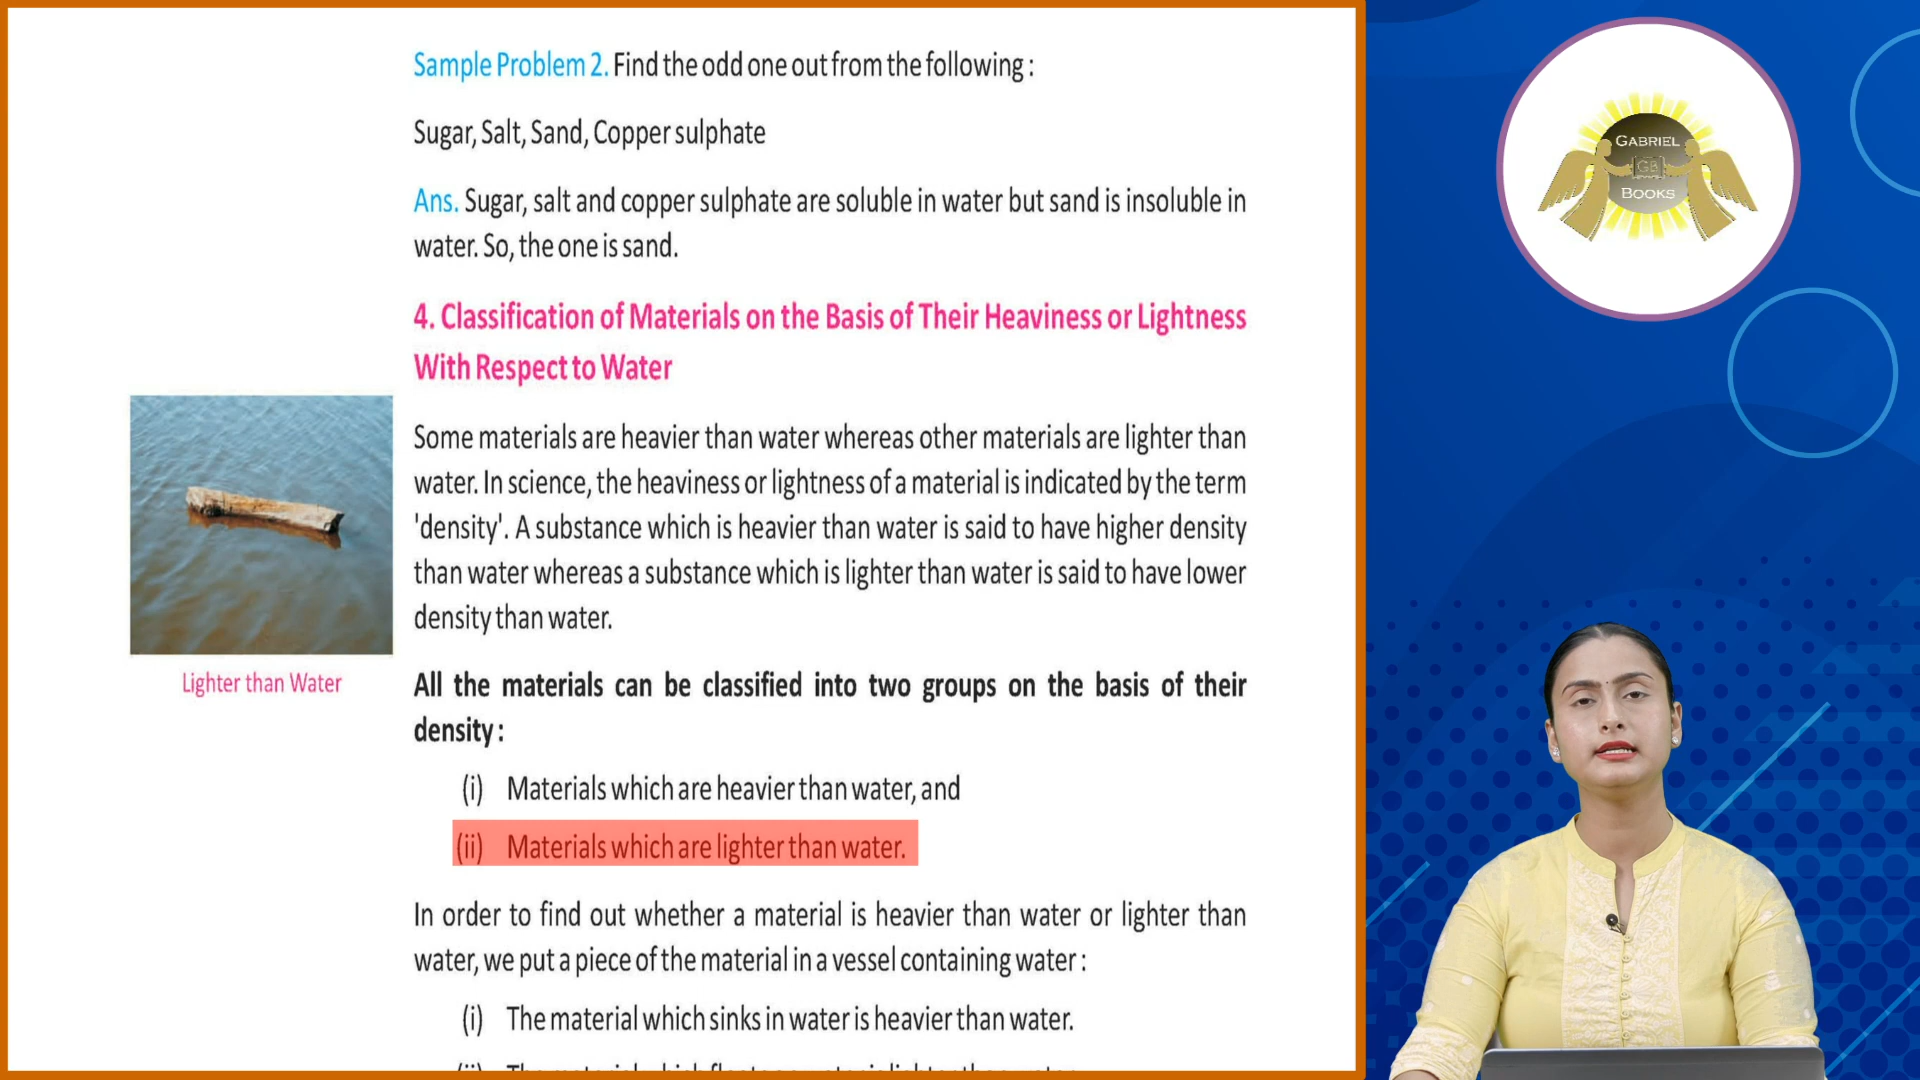 Sample Problem 2. Find the odd one out from the following :
Sugar, Salt, Sand, Copper sulphate
Ans. Sugar, salt and copper sulphate are soluble in water but sand is insoluble in
water. So, the one is sand.
4. Classification of Materials on the Basis of Their Heaviness or Lightness
With Respect to Water
Some materials are heavier than water whereas other materials are lighter than
water. In science, the heaviness or lightness of a material is indicated by the term
'density'. A substance which is heavier than water is said to have higher density
than water whereas a substance which is lighter than water is said to have lower
density than water.
Lighter than Water
All the materials can be classified into two groups on the basis of their
density :
(i) Materials which are heavier than water, and
(ii) Materials which are lighter than water.
In order to find out whether a material is heavier than water or lighter than
water, we put a piece of the material in a vessel containing water :
(i) The material which sinks in water is heavier than water.
GABRIEL
GB
BOOKS